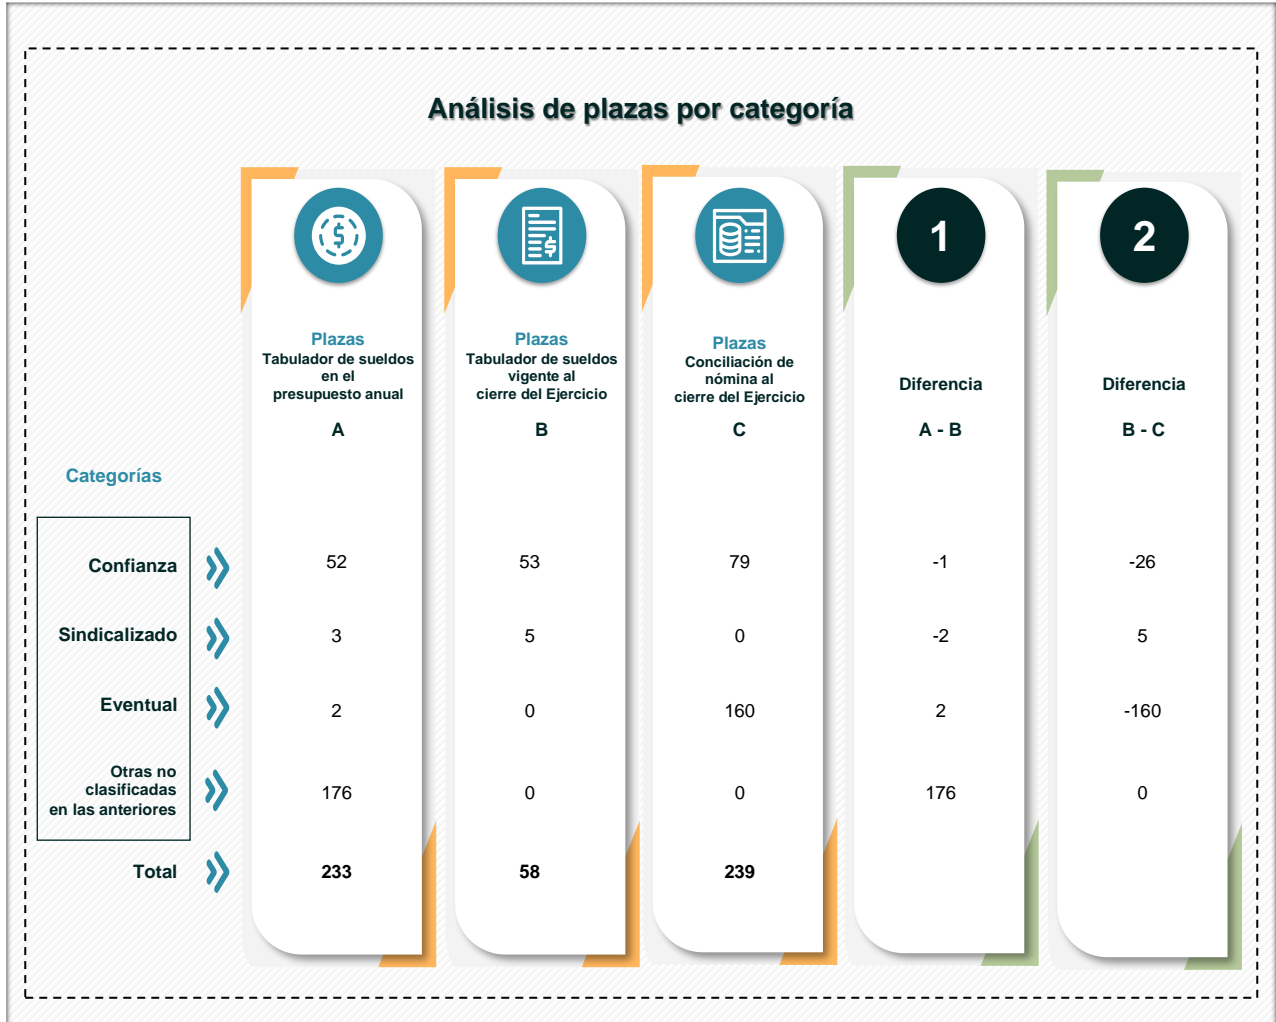 Análisis de plazas por categoría
1
2
Plazas
Tabulador de sueldos
en el
presupuesto anual
A
Plazas
Tabulador de sueldos
vigente al
cierre del Ejercicio
B
Plazas
Conciliación de
nómina al
cierre del Ejercicio
C
Diferencia
A - B
Diferencia
B - C
Categorías
Confianza 52 53 79 -1 -26
Sindicalizado 3 5 0 -2 5
Eventual 2 0 160 2 -160
Otras no
clasificadas
en las anteriores
176 0 0 176 0
Total 233 58 239